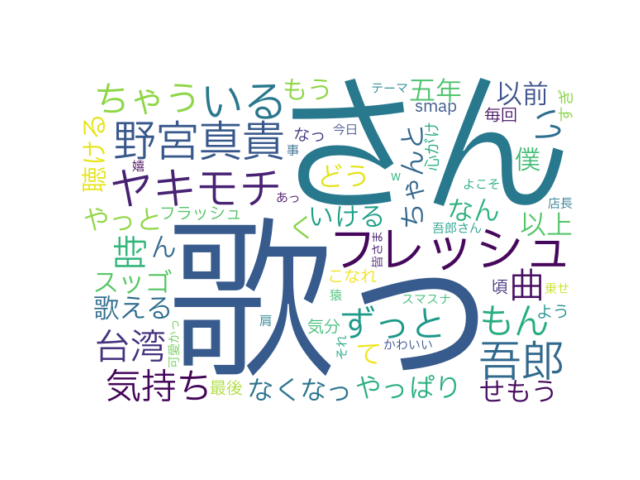 ちゃう
いる
もう
さん
テーマ
五年
以前
smap
毎回
すぎ
聴ける
野宮真貴
なっ
今日
ちゃんと
心がけ
い
僕
事
嬉
ヤキモチ
あっ
どう
w
よこそ
店長
やっと
フラッシュ
く
いける
なん
吾郎さん
以上
曲
ん
歌
っ
皆さま
フレッシュ
スッゴ
こなれ
頃
曲
乗せ
歌える
猿
スマスナ
よう
台湾
肩
気分
ずっと
もん
可愛かっ
それ
かわいい
て
吾郎
気持ち
最後
なくなっ
やっぱり
せもう